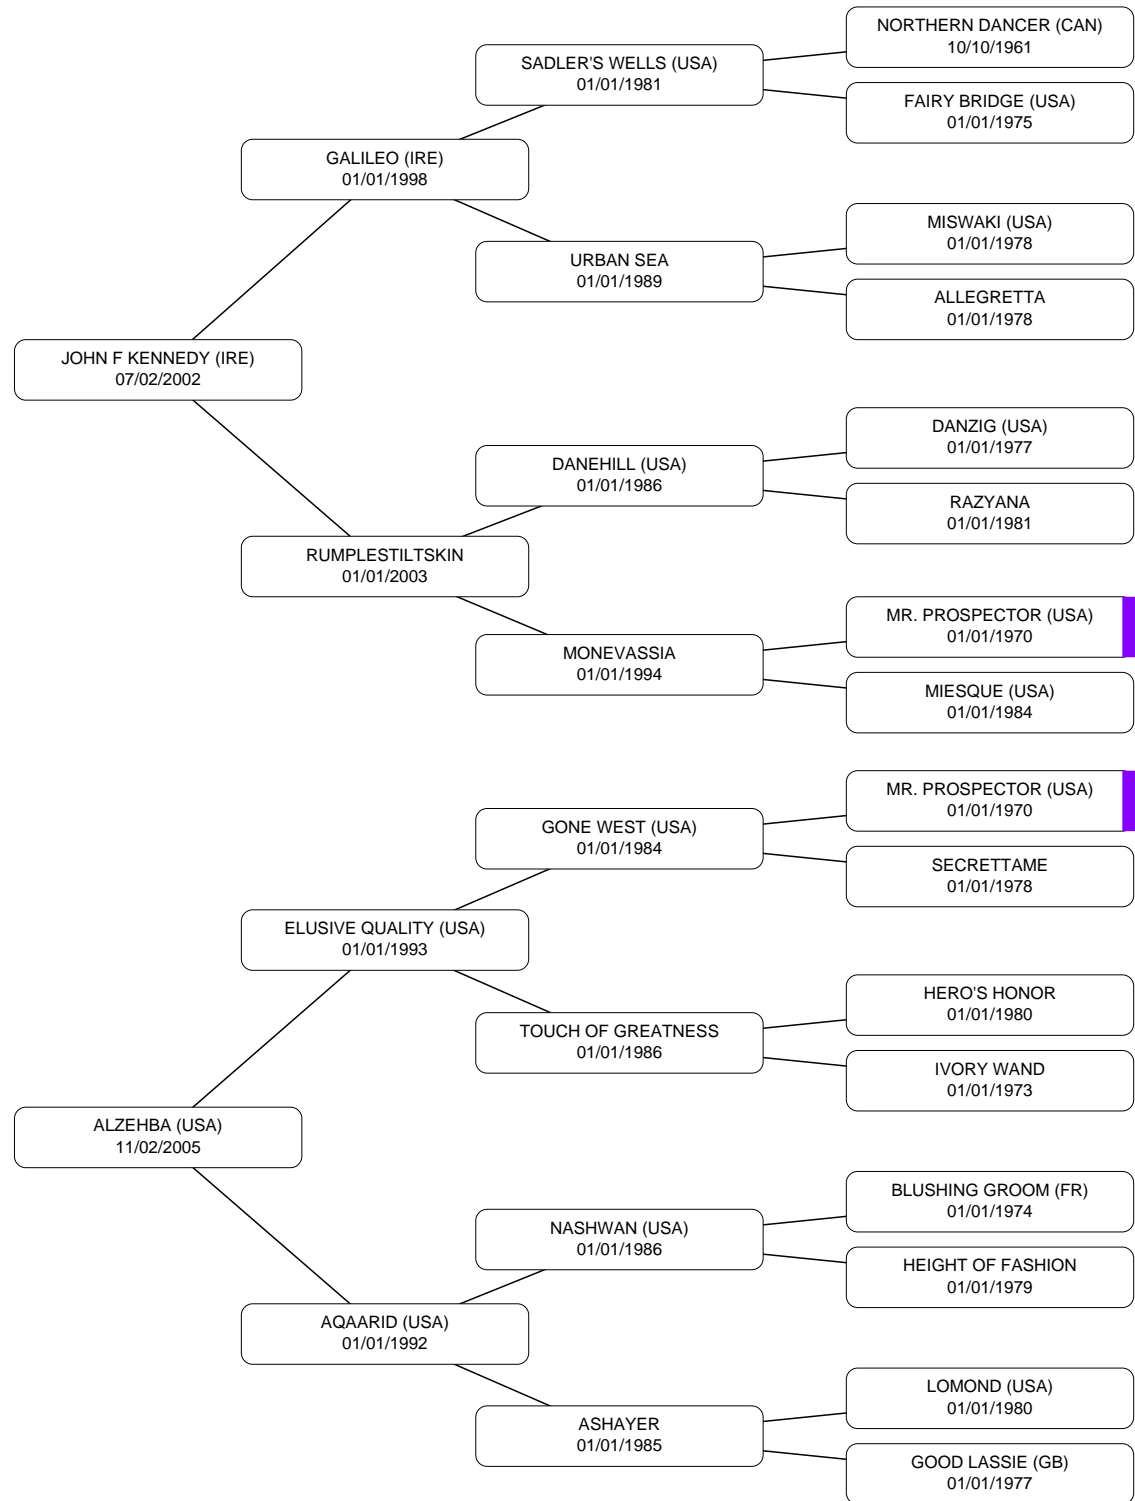 NORTHERN DANCER (CAN)
10/10/1961
SADLER'S WELLS (USA)
01/01/1981
FAIRY BRIDGE (USA)
01/01/1975
GALILEO (IRE)
01/01/1998
MISWAKI (USA)
01/01/1978
URBAN SEA
01/01/1989
ALLEGRETTA
01/01/1978
JOHN F KENNEDY (IRE)
07/02/2002
DANZIG (USA)
01/01/1977
DANEHILL (USA)
01/01/1986
RAZYANA
01/01/1981
RUMPLESTILTSKIN
01/01/2003
MR. PROSPECTOR (USA)
01/01/1970
MONEVASSIA
01/01/1994
MIESQUE (USA)
01/01/1984
MR. PROSPECTOR (USA)
01/01/1970
GONE WEST (USA)
01/01/1984
SECRETTAME
01/01/1978
ELUSIVE QUALITY (USA)
01/01/1993
HERO'S HONOR
01/01/1980
TOUCH OF GREATNESS
01/01/1986
IVORY WAND
01/01/1973
ALZEHBA (USA)
11/02/2005
BLUSHING GROOM (FR)
01/01/1974
NASHWAN (USA)
01/01/1986
HEIGHT OF FASHION
01/01/1979
AQAARID (USA)
01/01/1992
LOMOND (USA)
01/01/1980
ASHAYER
01/01/1985
GOOD LASSIE (GB)
01/01/1977